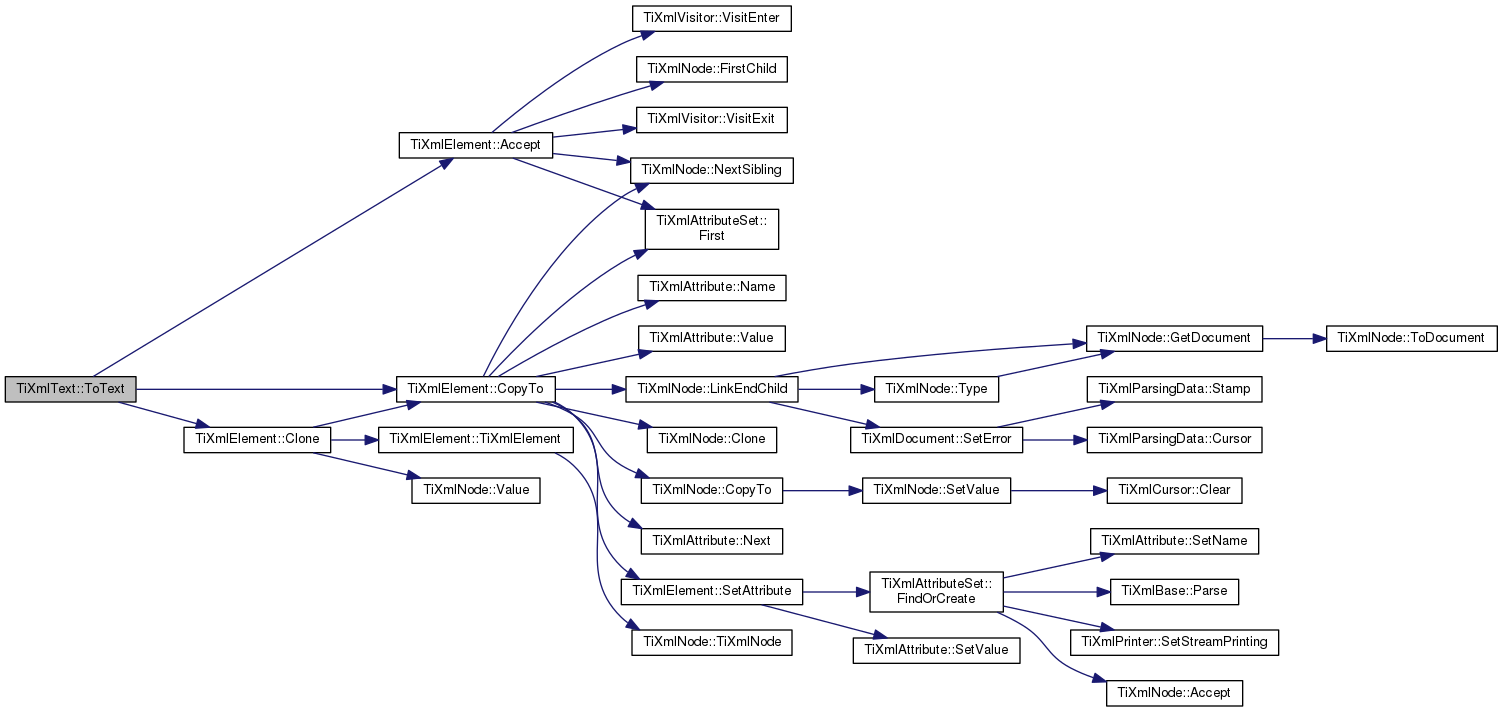 TiXmlVisitor::VisitEnter
TiXmlNode::FirstChild
TiXmlVisitor::VisitExit
TiXmlElement::Accept
TiXmlNode::NextSibling
TiXmlAttributeSet::
First
TiXmlAttribute::Name
TiXmlAttribute::Value
TiXmlNode::GetDocument
TiXmlNode::ToDocument
TiXmlText::ToText
TiXmlElement::CopyTo
TiXmlNode::LinkEndChild
TiXmlNode::Type
TiXmlParsingData::Stamp
TiXmlElement::Clone
TiXmlElement::TiXmlElement
TiXmlNode::Clone
TiXmlDocument::SetError
TiXmlParsingData::Cursor
TiXmlNode::Value
TiXmlNode::CopyTo
TiXmlNode::SetValue
TiXmlCursor::Clear
TiXmlAttribute::Next
TiXmlAttribute::SetName
TiXmlElement::SetAttribute
TiXmlAttributeSet::
FindOrCreate
TiXmlBase::Parse
TiXmlNode::TiXmlNode
TiXmlAttribute::SetValue
TiXmlPrinter::SetStreamPrinting
TiXmlNode::Accept